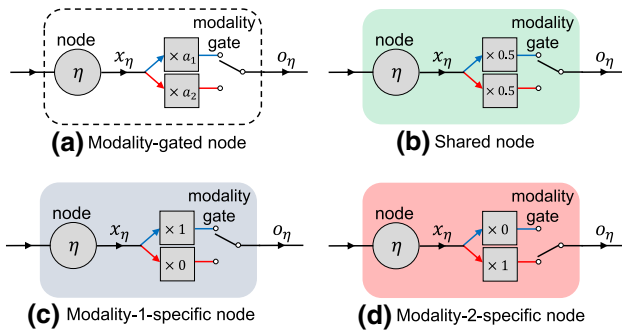 modality
gate
node
η
x_η
× a₁
× a₂
o_η
(a) Modality-gated node
modality
gate
node
η
x_η
× 0.5
× 0.5
o_η
(b) Shared node
modality
gate
node
η
x_η
× 1
× 0
o_η
(c) Modality-1-specific node
modality
gate
node
η
x_η
× 0
× 1
o_η
(d) Modality-2-specific node